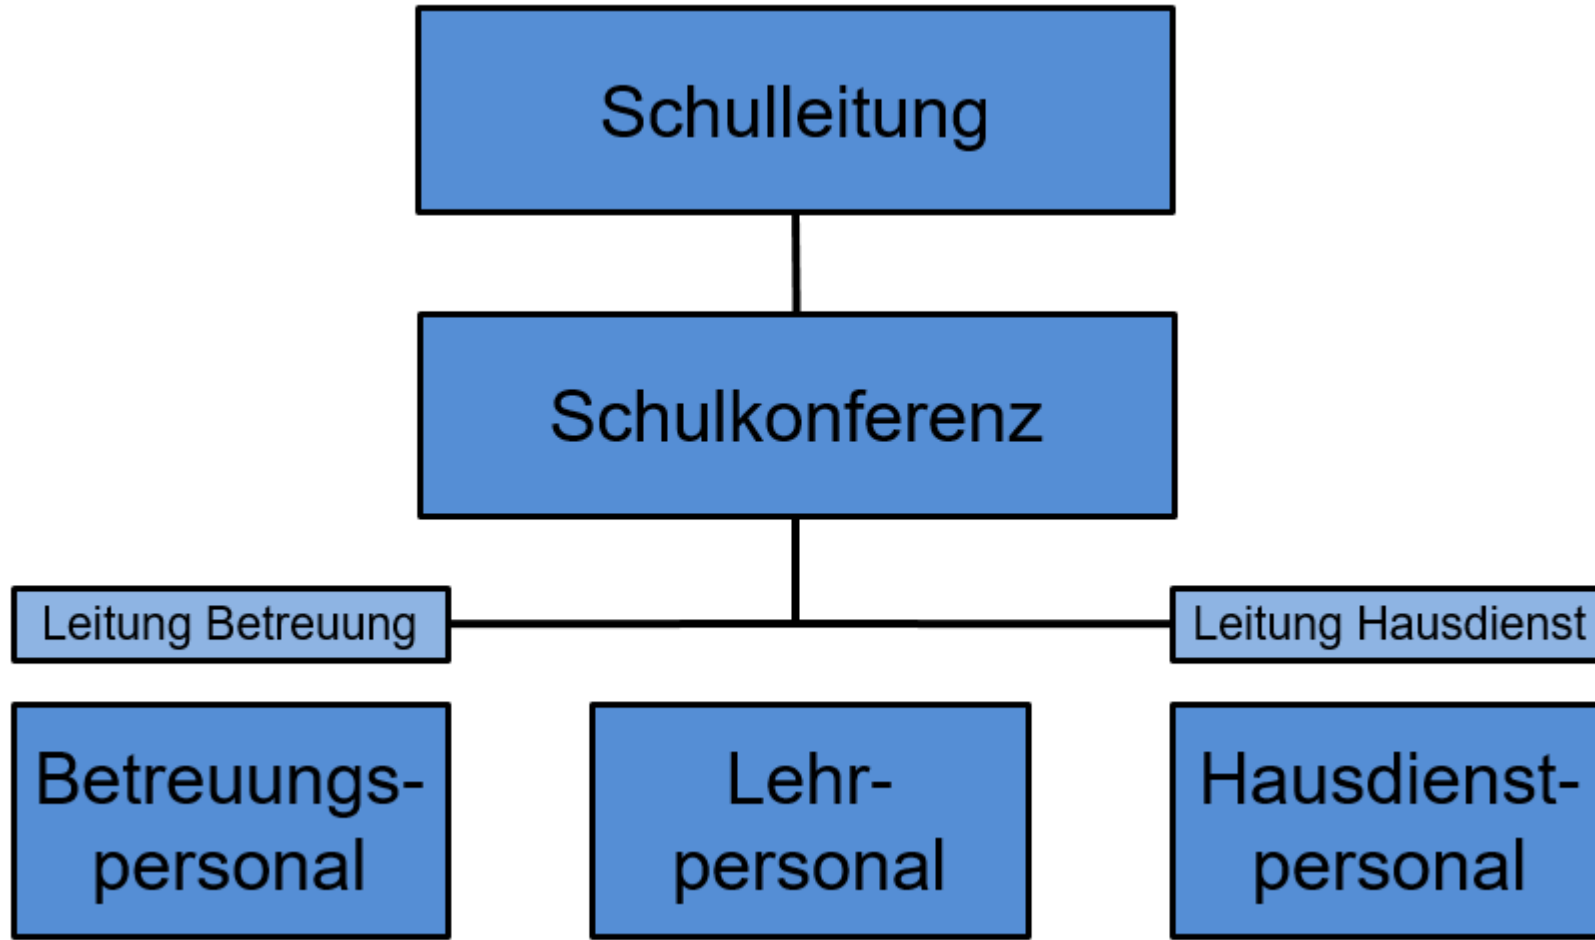 Schulleitung
Schulkonferenz
Leitung Betreuung
Leitung Hausdienst
Betreuungs-
personal
Lehr-
personal
Hausdienst-
personal